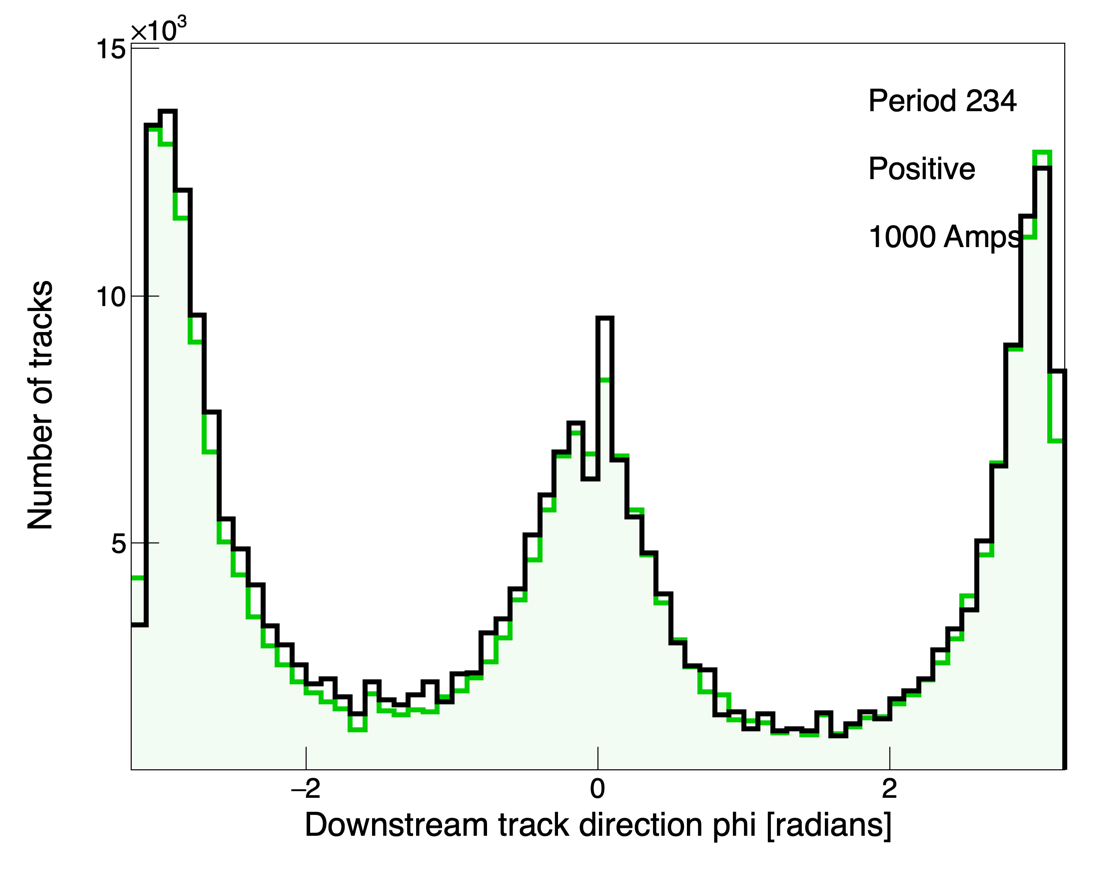 ×10³
15
Period 234
Positive
1000 Amps
10
5
Number of tracks
−2 0 2
Downstream track direction phi [radians]